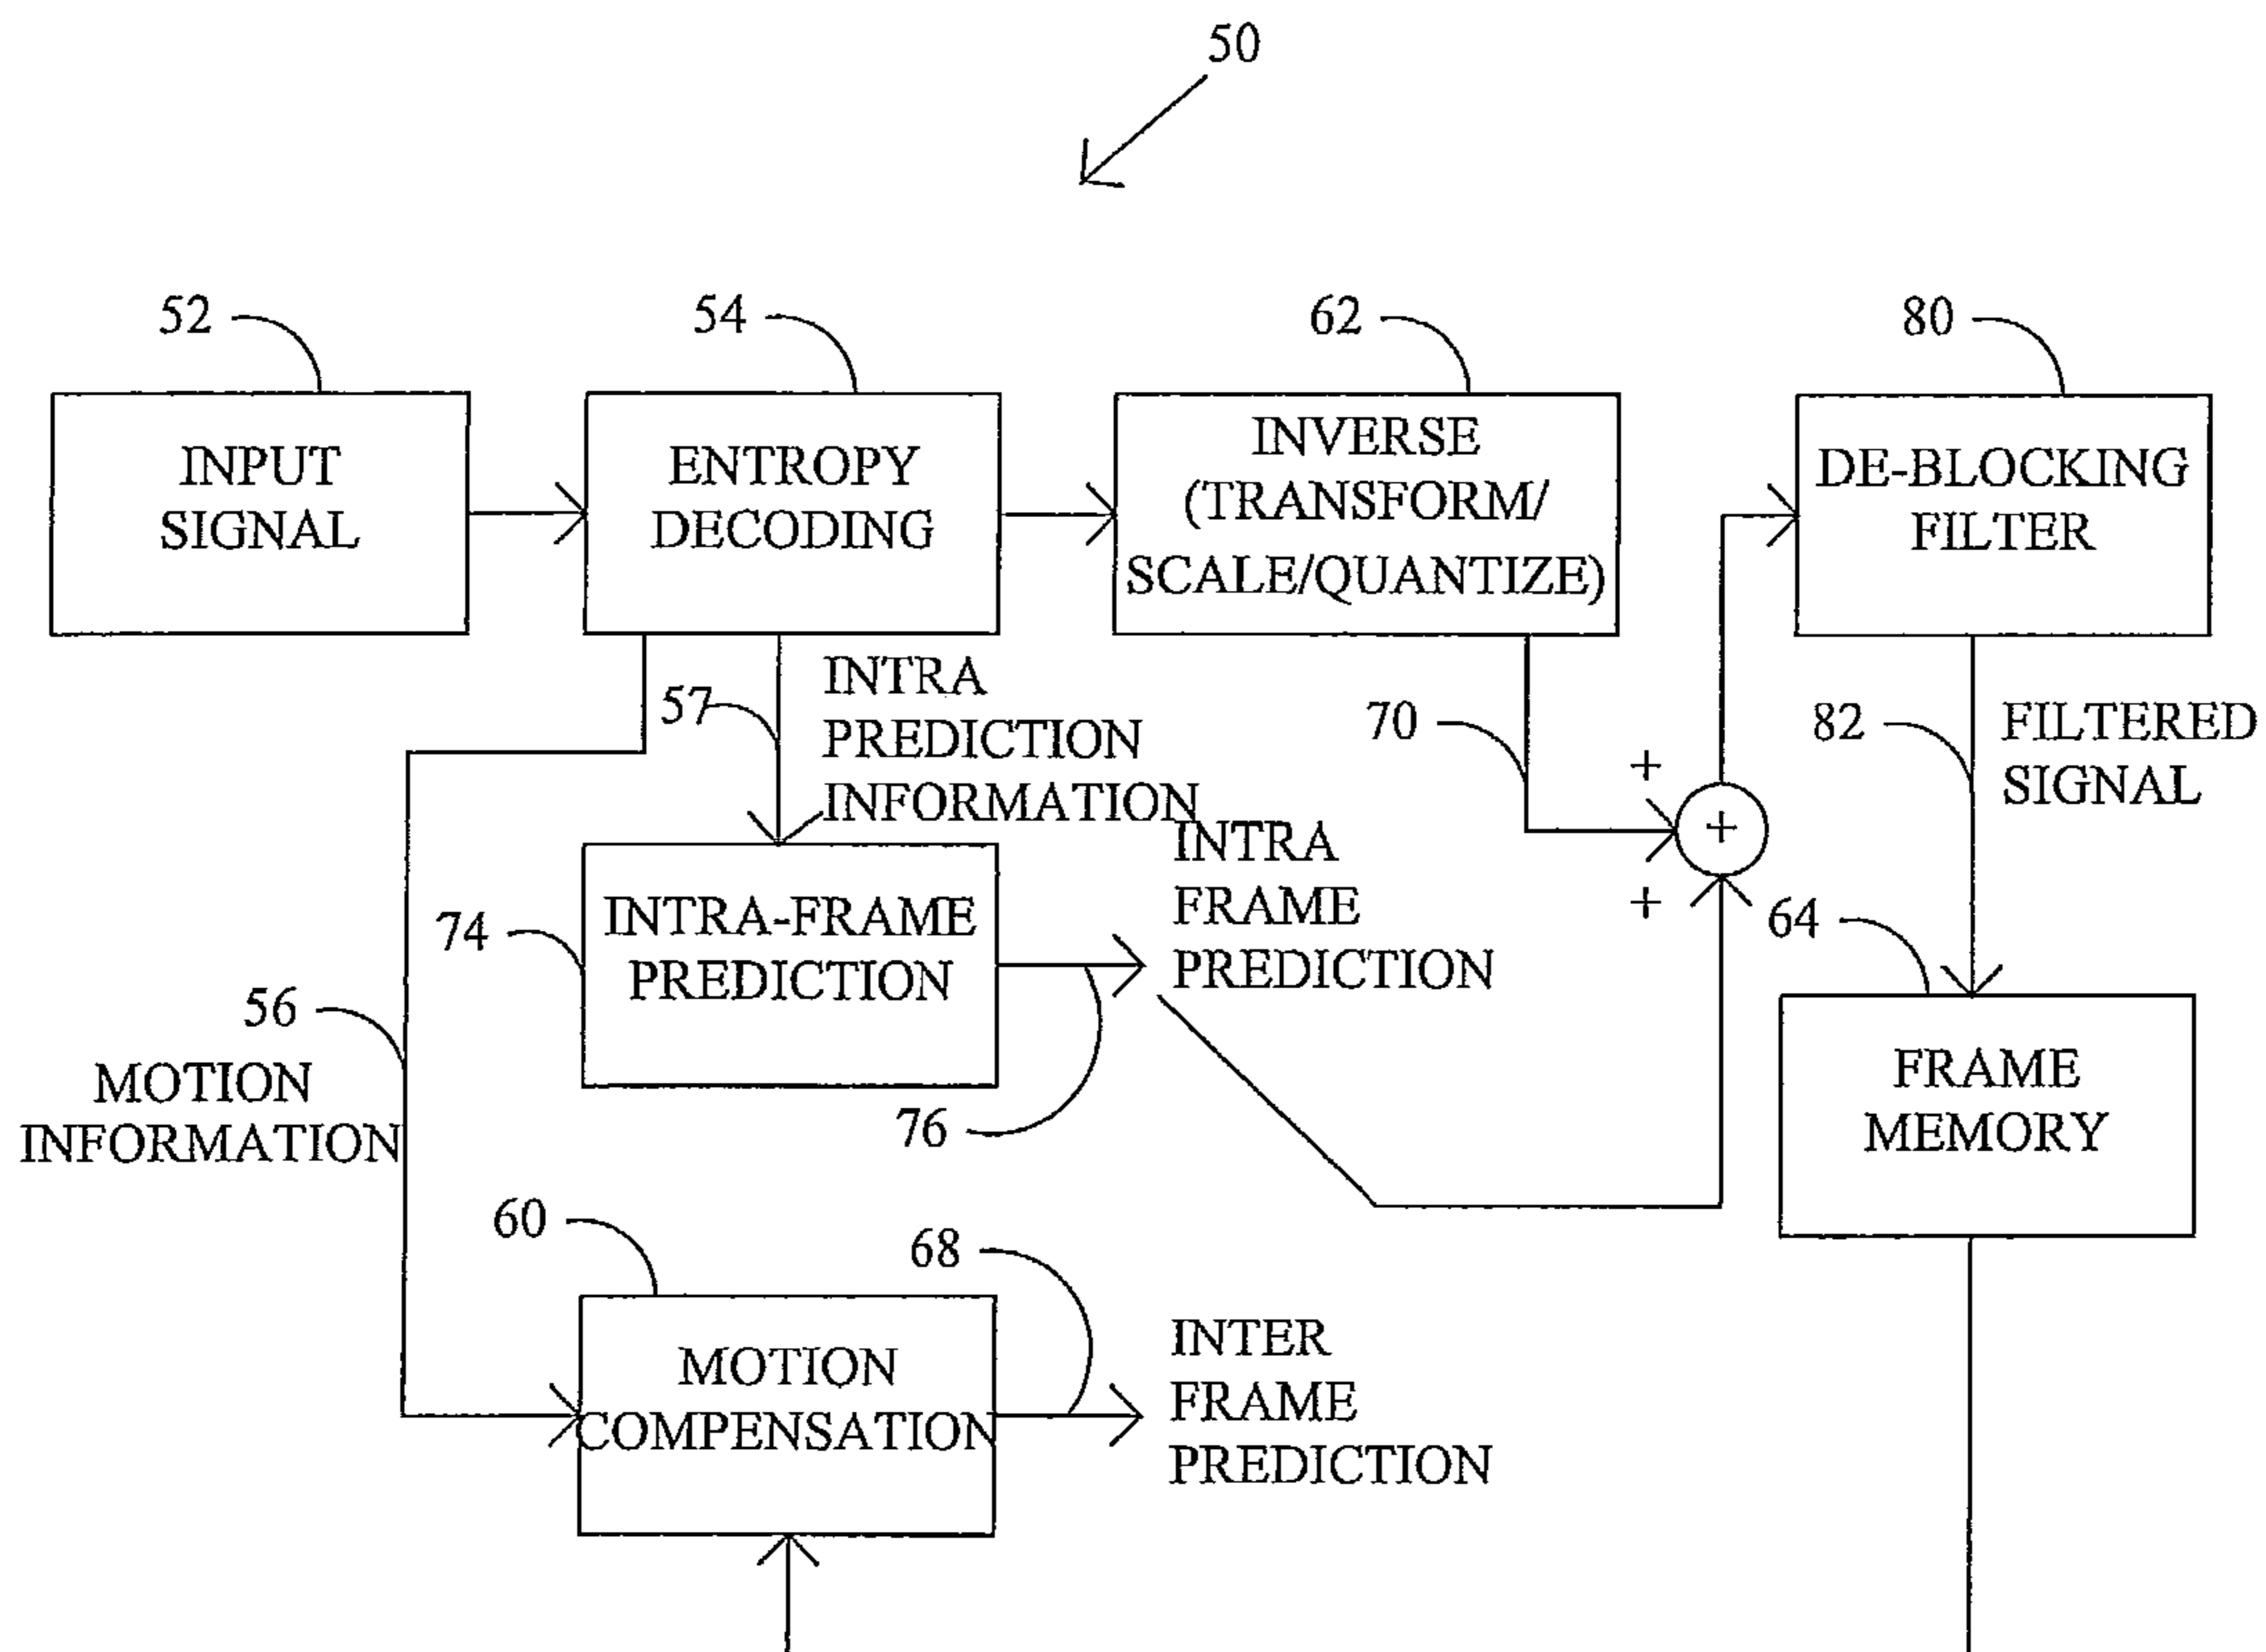 50
52
54
62
80
INPUT
SIGNAL
ENTROPY
DECODING
INVERSE
(TRANSFORM/
SCALE/QUANTIZE)
DE-BLOCKING
FILTER
57
INTRA
PREDICTION
INFORMATION
70
82
FILTERED
SIGNAL
+
+
+
74
INTRA-FRAME
PREDICTION
INTRA
FRAME
PREDICTION
76
64
FRAME
MEMORY
56
MOTION
INFORMATION
60
68
MOTION
COMPENSATION
INTER
FRAME
PREDICTION